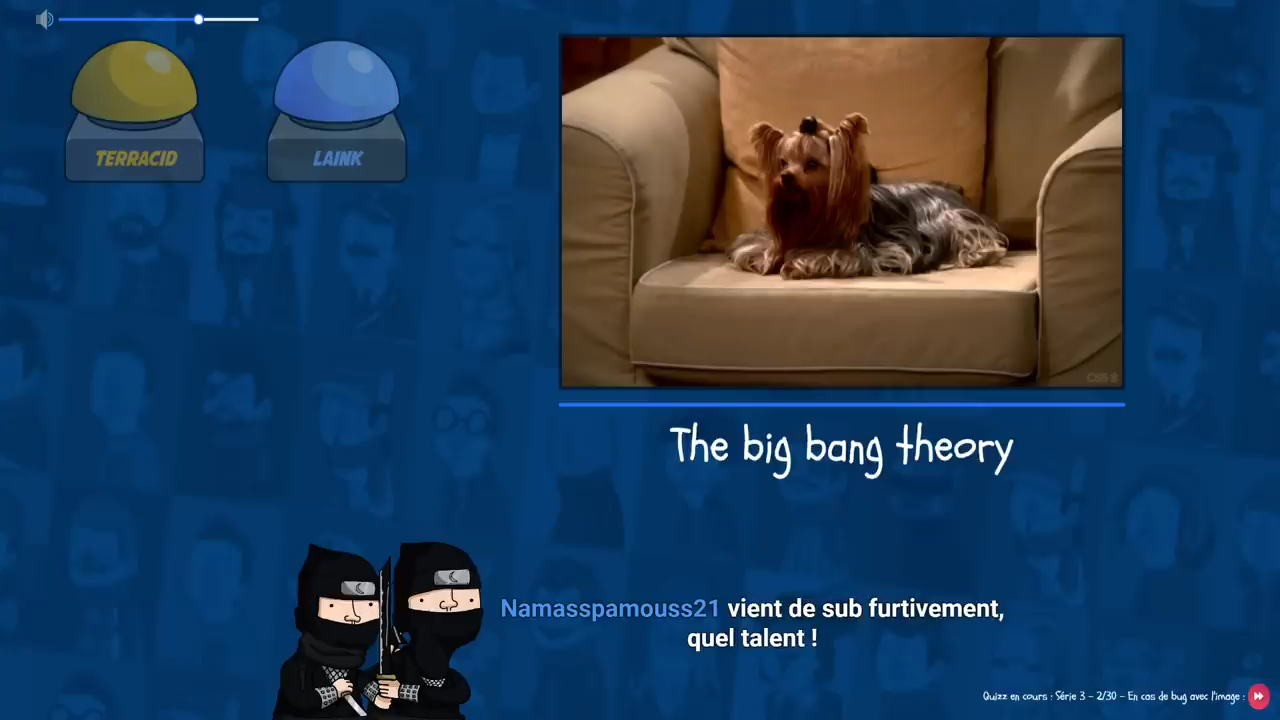 TERRACID
LAINK
CBS
The big bang theory
Namasspamouss21 vient de sub furtivement,
quel talent !
Quizz en cours : Série 3 - 2/30 - En cas de bug avec l'image :